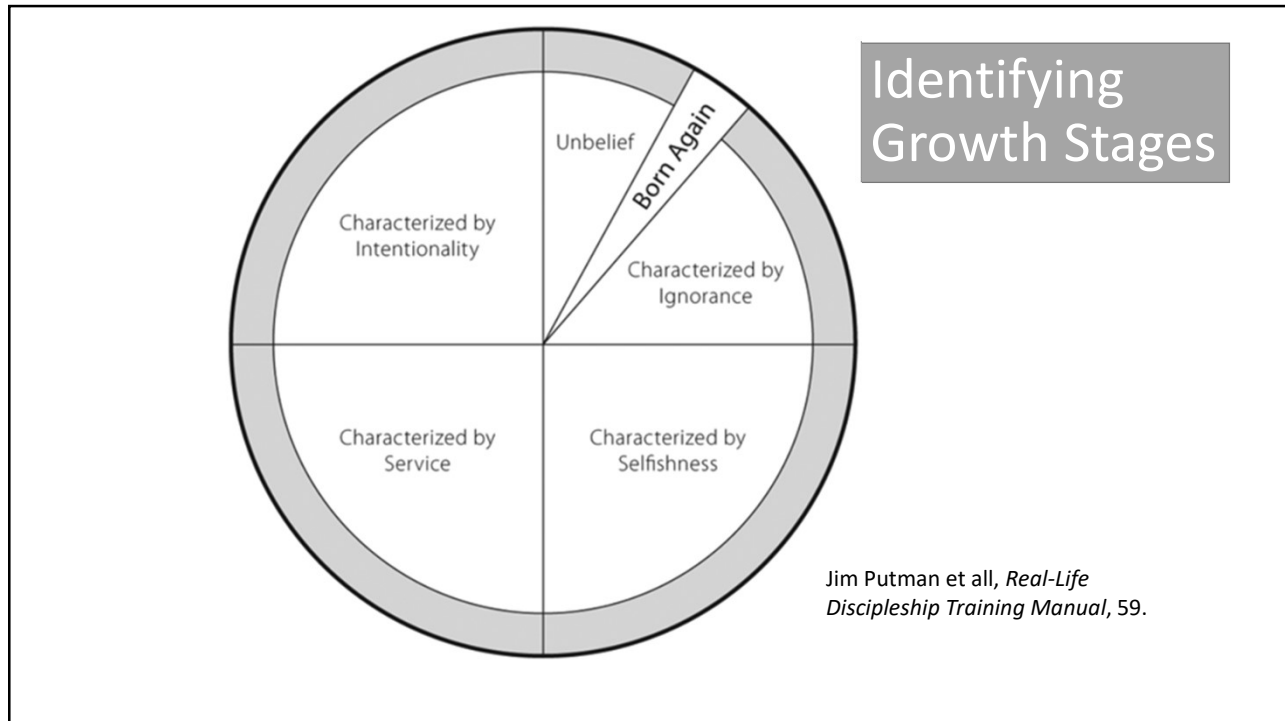 Identifying
Growth Stages
Unbelief
Born Again
Characterized by
Ignorance
Characterized by
Selfishness
Characterized by
Service
Characterized by
Intentionality
Jim Putman et all, Real-Life
Discipleship Training Manual, 59.